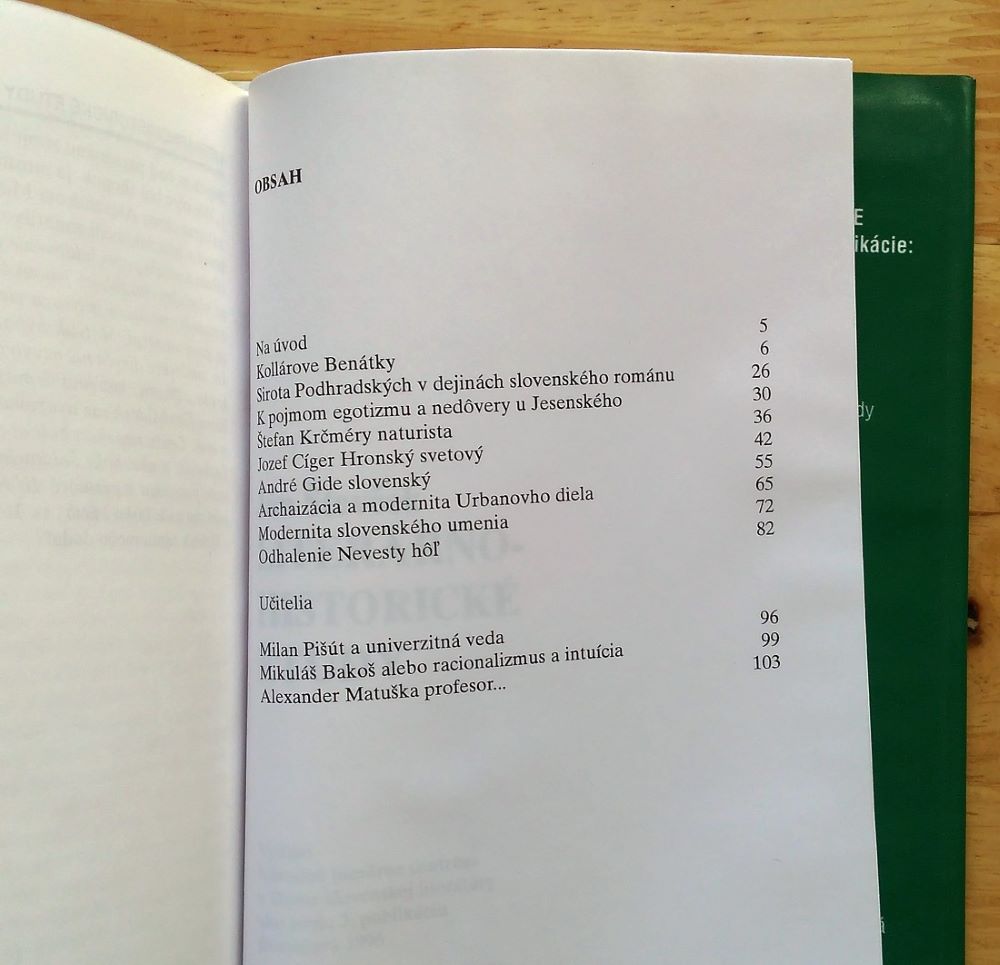 OBSAH
Na úvod 5
Kollárove Benátky 6
Sirota Podhradských v dejinách slovenského románu 26
K pojmom egotizmu a nedôvery u Jesenského 30
Štefan Krčméry naturista 36
Jozef Cíger Hronský svetový 42
André Gide slovenský 55
Archaizácia a modernita Urbanovho diela 65
Modernita slovenského umenia 72
Odhalenie Nevesty hôľ 82
Učitelia
Milan Pišút a univerzitná veda 96
Mikuláš Bakoš alebo racionalizmus a intuícia 99
Alexander Matuška profesor... 103
HISTORICKÉ
E
ikácie:
dy